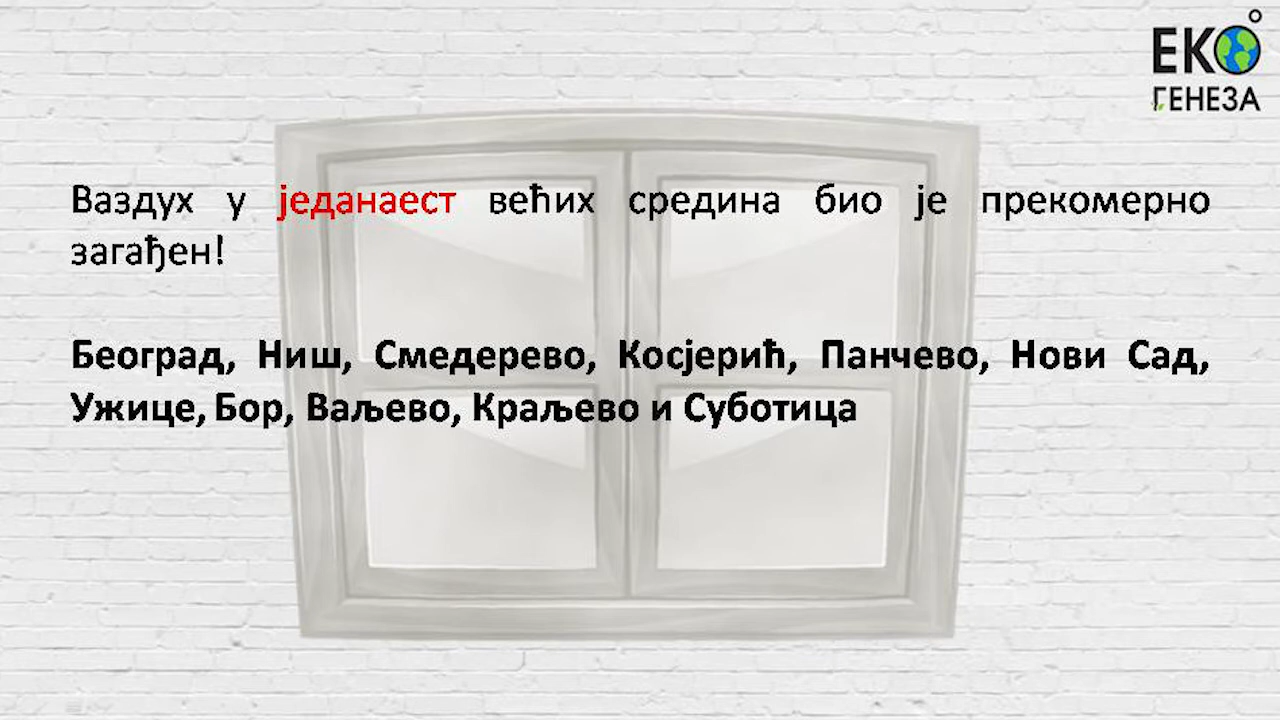 ЕКО
ГЕНЕЗА
Ваздух у једанаест већих средина био је прекомерно
загађен!
Београд, Ниш, Смедерево, Косјерић, Панчево, Нови Сад,
Ужице, Бор, Ваљево, Краљево и Суботица